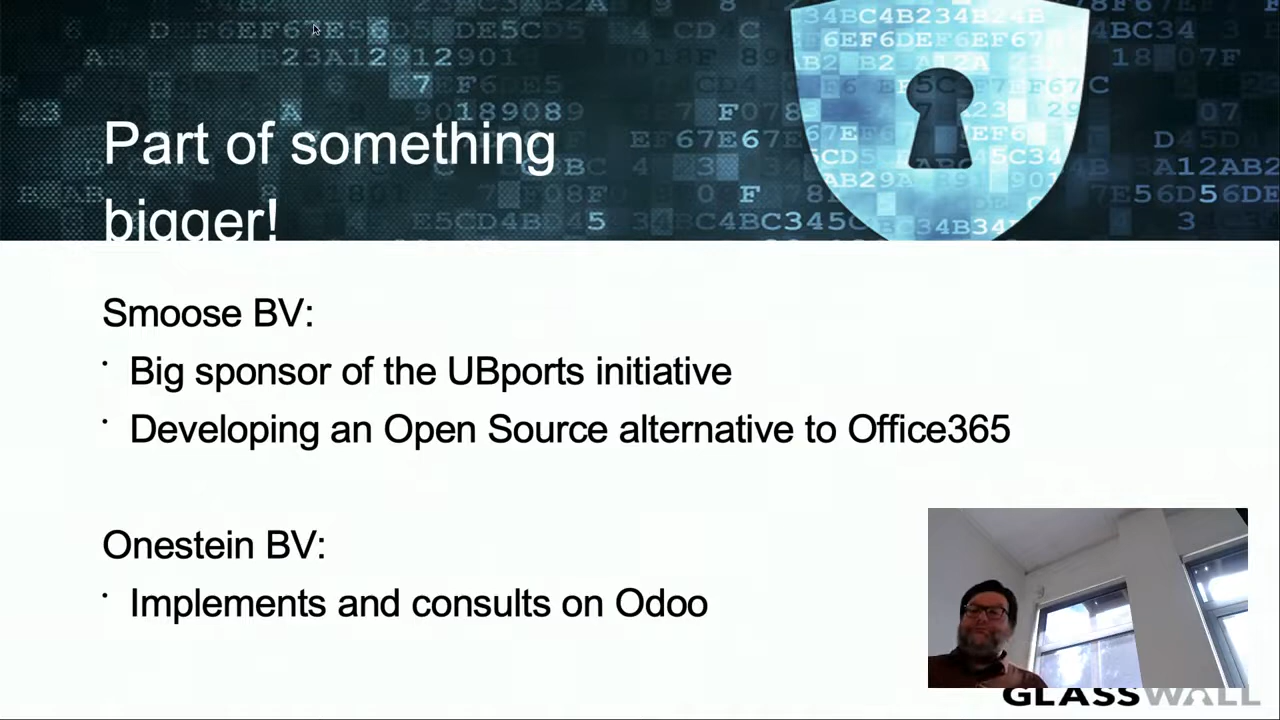 Part of something
bigger!
Smoose BV:
· Big sponsor of the UBports initiative
· Developing an Open Source alternative to Office365
Onestein BV:
· Implements and consults on Odoo
GLASSWALL